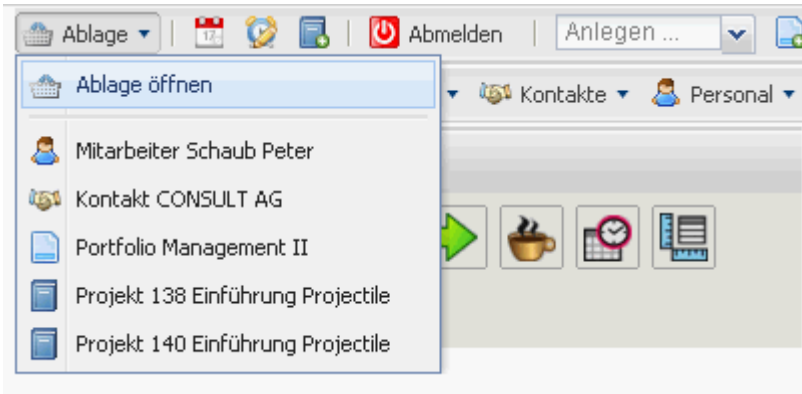 Ablage Abmelden Anlegen ...
Ablage öffnen
Kontakte Personal
Mitarbeiter Schaub Peter
Kontakt CONSULT AG
Portfolio Management II
Projekt 138 Einführung Projectile
Projekt 140 Einführung Projectile